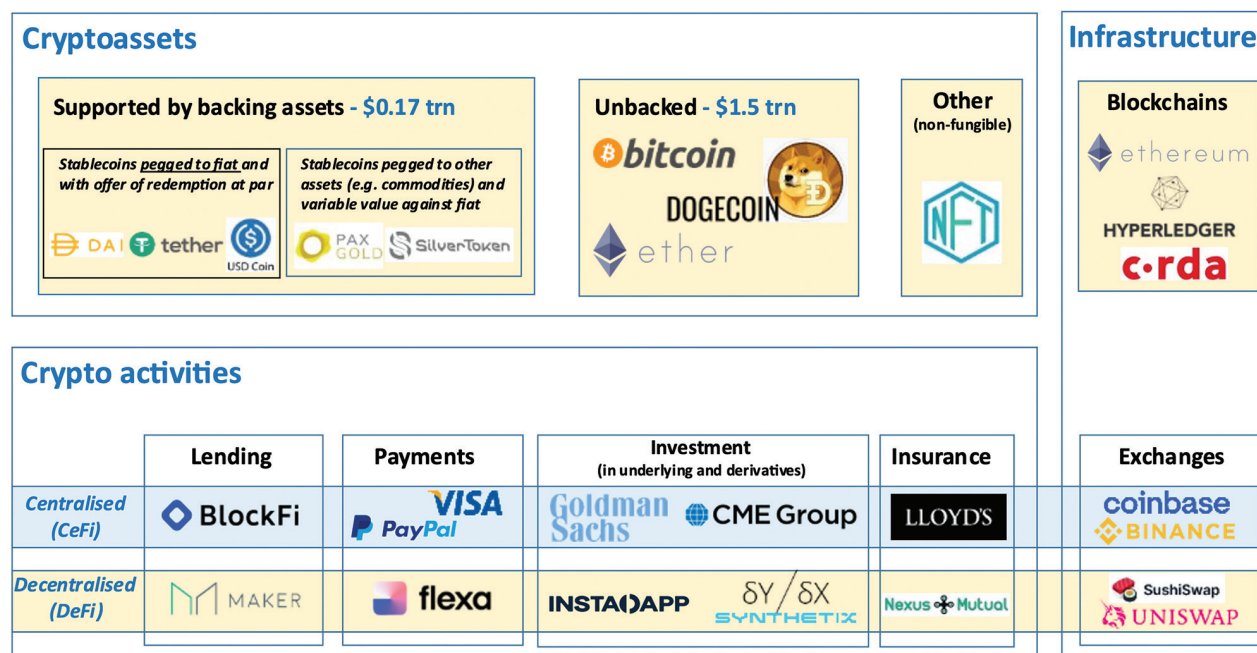 Cryptoassets
Supported by backing assets - $0.17 trn
Stablecoins pegged to fiat and
with offer of redemption at par
DAI tether USD Coin
Stablecoins pegged to other
assets (e.g. commodities) and
variable value against fiat
PAX
GOLD
SilverToken
Unbacked - $1.5 trn
bitcoin
DOGECOIN
ether
Other
(non-fungible)
NFT
Infrastructure
Blockchains
ethereum
HYPERLEDGER
c·rda
Crypto activities
Lending
Payments
Investment
(in underlying and derivatives)
Insurance
Exchanges
Centralised
(CeFi)
BlockFi
VISA
PayPal
Goldman
Sachs
CME Group
LLOYD'S
coinbase
BINANCE
Decentralised
(DeFi)
MAKER
flexa
INSTADAPP
δY/δX
SYNTHETIX
Nexus Mutual
SushiSwap
UNISWAP